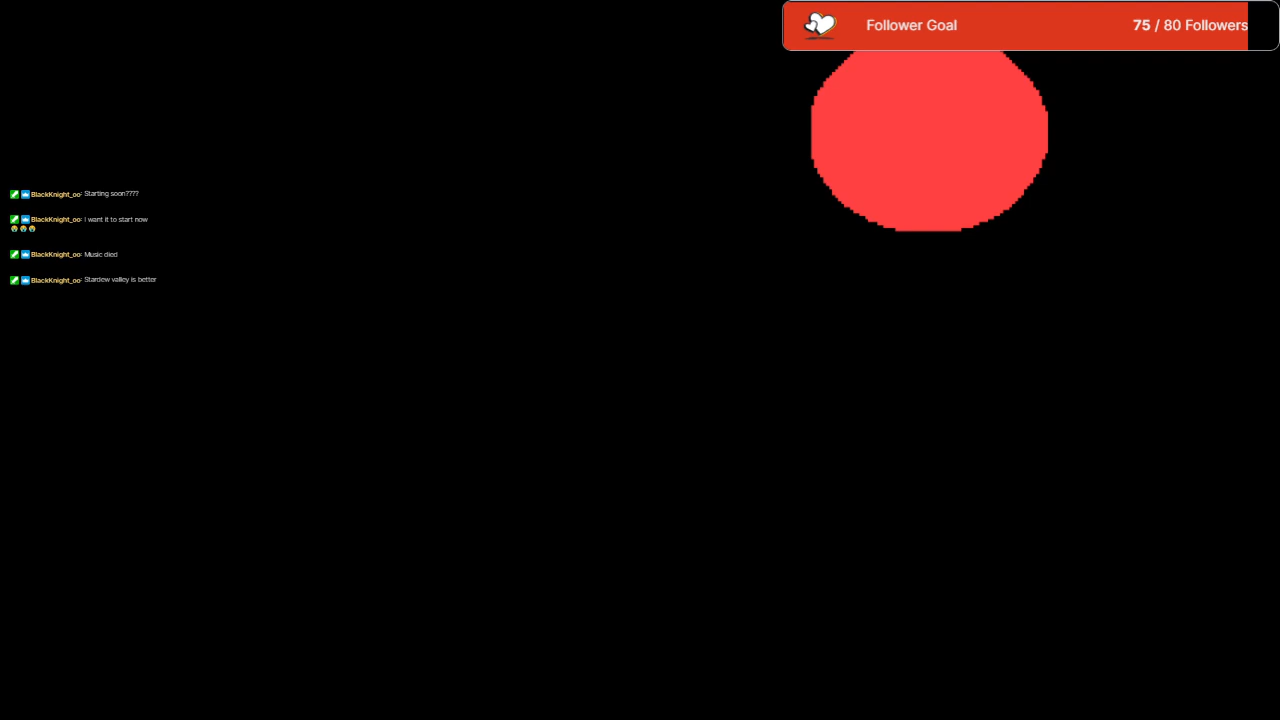 Follower Goal 75 / 80 Followers
BlackKnight_oo: Starting soon????
BlackKnight_oo: I want it to start now
😭😭😭
BlackKnight_oo: Music died
BlackKnight_oo: Stardew valley is better